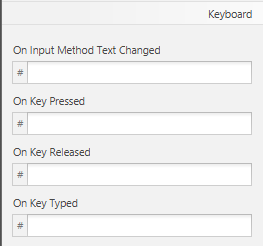 Keyboard
On Input Method Text Changed
#
On Key Pressed
#
On Key Released
#
On Key Typed
#